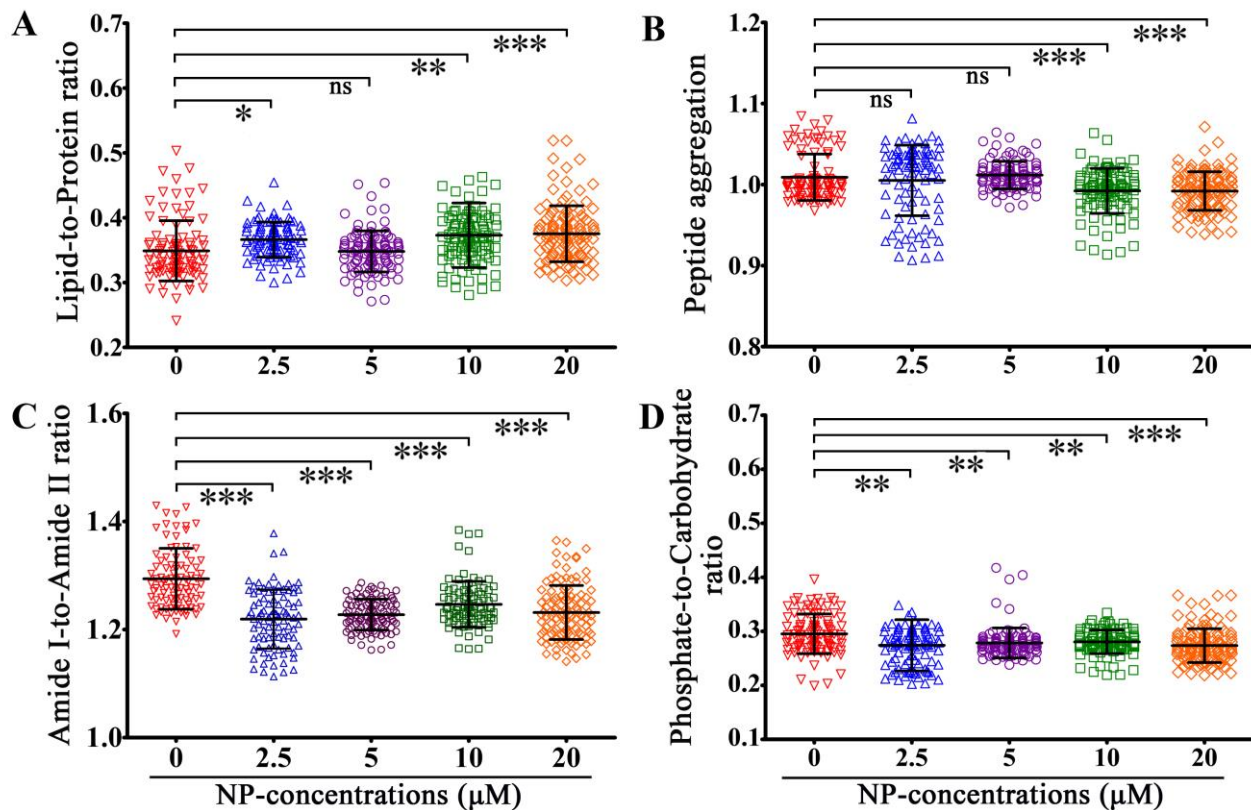 A
Lipid-to-Protein ratio
0.7
0.6
0.5
0.4
0.3
0.2
***
**
ns
*
0 2.5 5 10 20
B
Peptide aggregation
1.2
1.1
1.0
0.9
0.8
***
***
ns
ns
0 2.5 5 10 20
C
Amide I-to-Amide II ratio
1.6
1.4
1.2
1.0
***
***
***
***
0 2.5 5 10 20
NP-concentrations (μM)
D
Phosphate-to-Carbohydrate
ratio
0.7
0.6
0.5
0.4
0.3
0.2
0.1
***
**
**
**
0 2.5 5 10 20
NP-concentrations (μM)